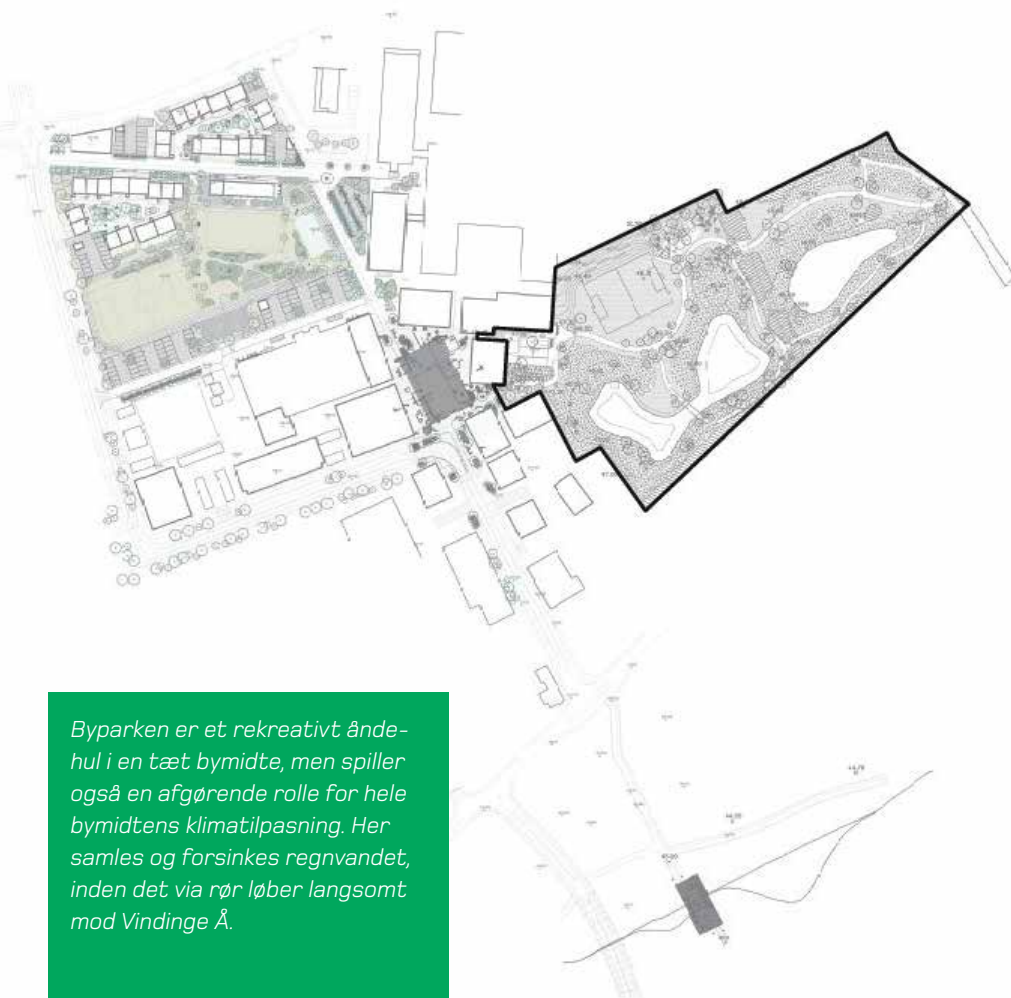 Byparken er et rekreativt ånde-
hul i en tæt bymidte, men spiller
også en afgørende rolle for hele
bymidtens klimatilpasning. Her
samles og forsinkes regnvandet,
inden det via rør løber langsomt
mod Vindinge Å.